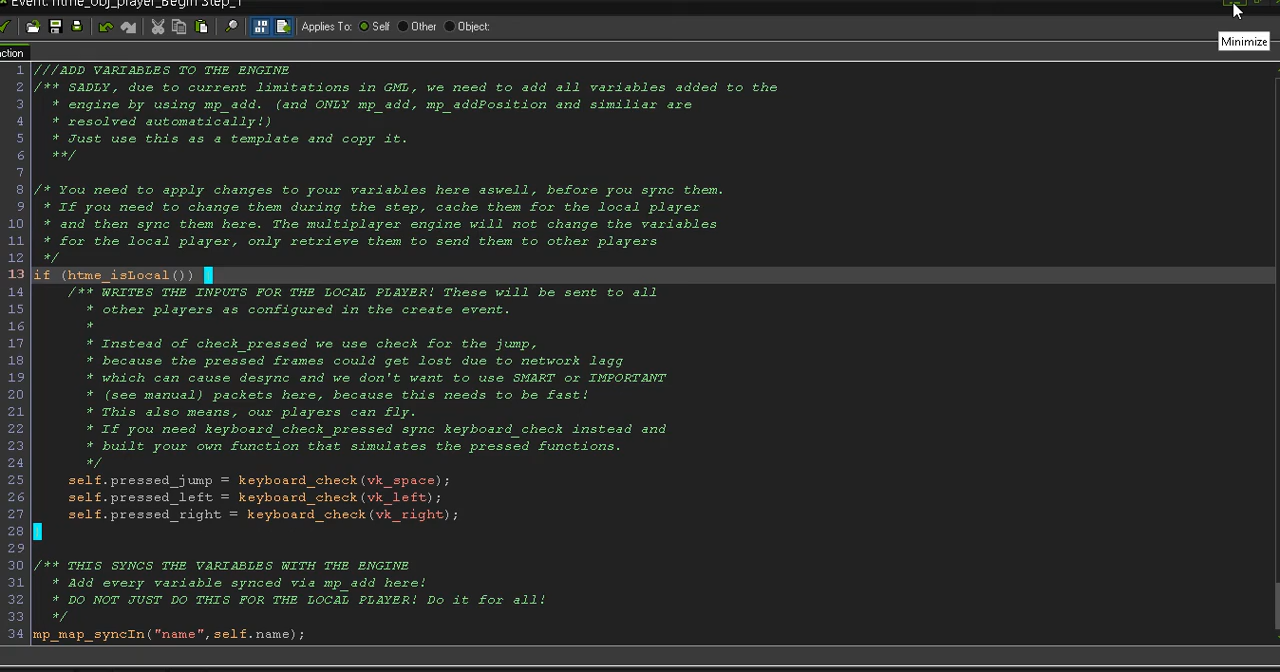 Event: htme_obj_player_Begin Step_1
Applies To: Self Other Object:
Minimize
ction
1 ///ADD VARIABLES TO THE ENGINE
2 /** SADLY, due to current limitations in GML, we need to add all variables added to the
3 * engine by using mp_add. (and ONLY mp_add, mp_addPosition and similiar are
4 * resolved automatically!)
5 * Just use this as a template and copy it.
6 **/
7
8 /* You need to apply changes to your variables here aswell, before you sync them.
9 * If you need to change them during the step, cache them for the local player
10 * and then sync them here. The multiplayer engine will not change the variables
11 * for the local player, only retrieve them to send them to other players
12 */
13 if (htme_isLocal()) {
14 /** WRITES THE INPUTS FOR THE LOCAL PLAYER! These will be sent to all
15 * other players as configured in the create event.
16 *
17 * Instead of check_pressed we use check for the jump,
18 * because the pressed frames could get lost due to network lagg
19 * which can cause desync and we don't want to use SMART or IMPORTANT
20 * (see manual) packets here, because this needs to be fast!
21 * This also means, our players can fly.
22 * If you need keyboard_check_pressed sync keyboard_check instead and
23 * built your own function that simulates the pressed functions.
24 */
25 self.pressed_jump = keyboard_check(vk_space);
26 self.pressed_left = keyboard_check(vk_left);
27 self.pressed_right = keyboard_check(vk_right);
28 }
29
30 /** THIS SYNCS THE VARIABLES WITH THE ENGINE
31 * Add every variable synced via mp_add here!
32 * DO NOT JUST DO THIS FOR THE LOCAL PLAYER! Do it for all!
33 */
34 mp_map_syncIn("name",self.name);